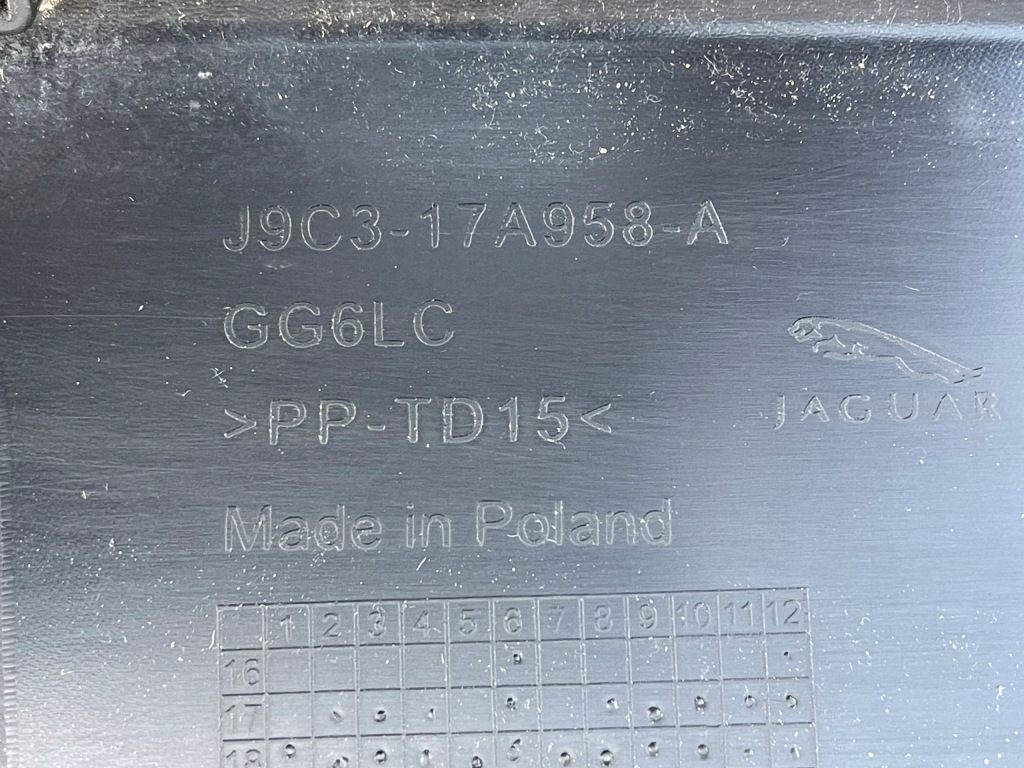 J9C3-17A958-A
GG6LC
>PP-TD15<
JAGUAR
Made in Poland
1 2 3 4 5 6 7 8 9 10 11 12
16
17
18